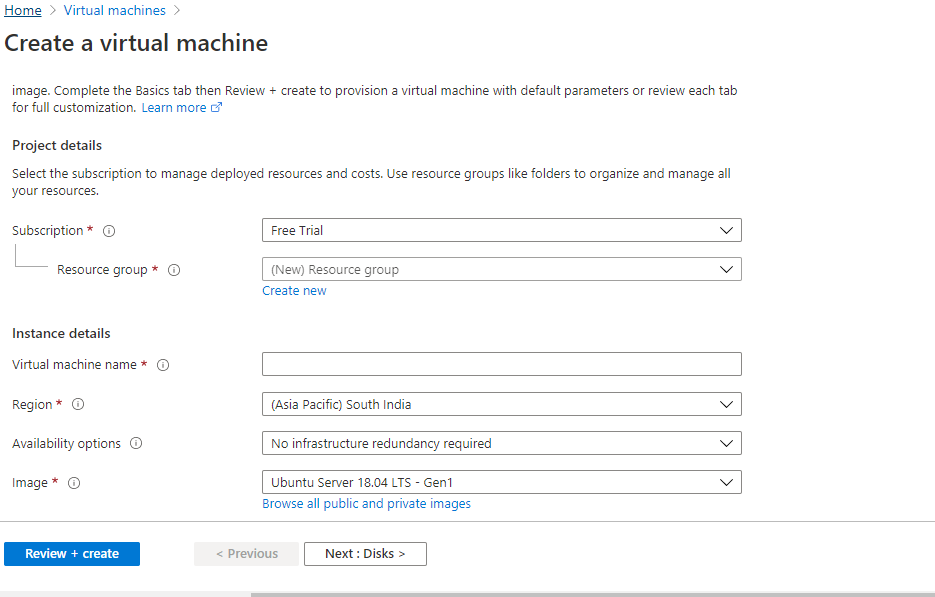 Home > Virtual machines >
Create a virtual machine
image. Complete the Basics tab then Review + create to provision a virtual machine with default parameters or review each tab
for full customization. Learn more
Project details
Select the subscription to manage deployed resources and costs. Use resource groups like folders to organize and manage all
your resources.
Subscription * Free Trial
Resource group * (New) Resource group
Create new
Instance details
Virtual machine name *
Region * (Asia Pacific) South India
Availability options No infrastructure redundancy required
Image * Ubuntu Server 18.04 LTS - Gen1
Browse all public and private images
Review + create < Previous Next : Disks >